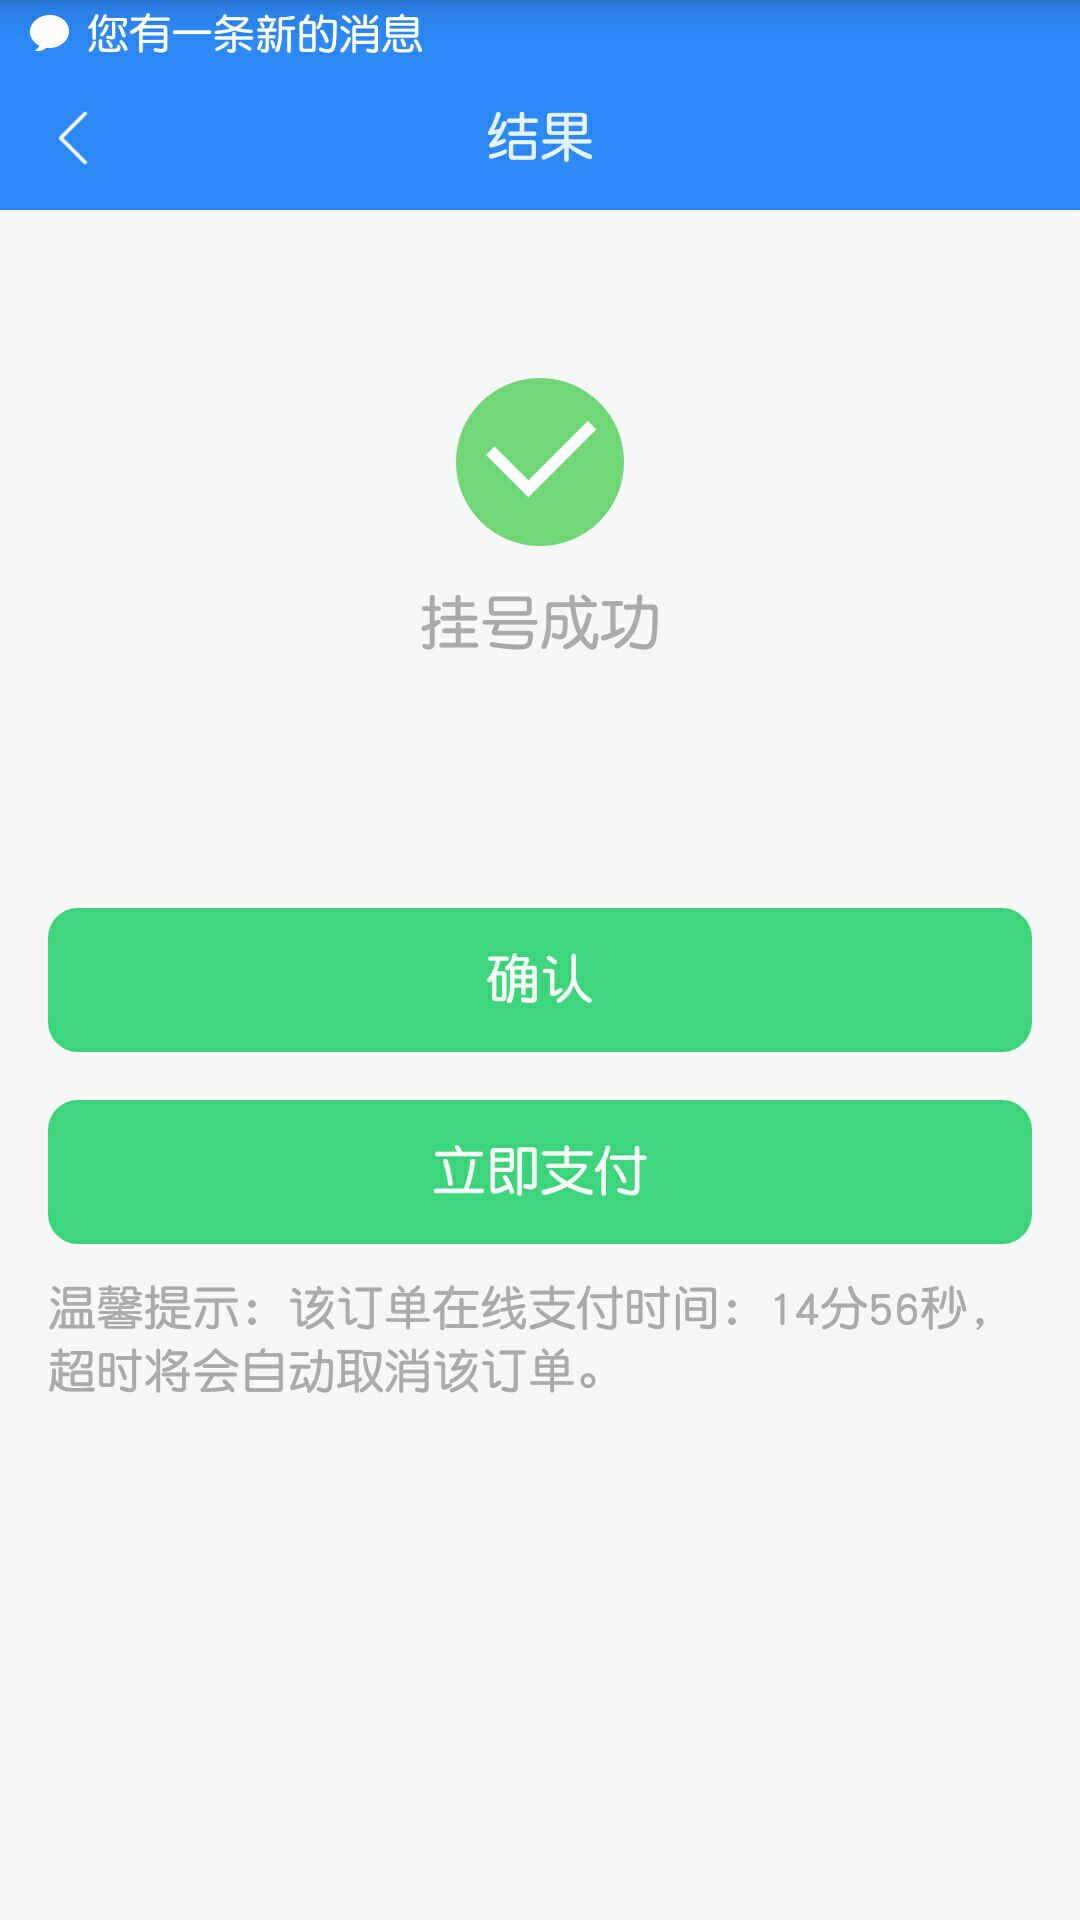 您有一条新的消息
结果
挂号成功
确认
立即支付
温馨提示：该订单在线支付时间：14分56秒，
超时将会自动取消该订单。